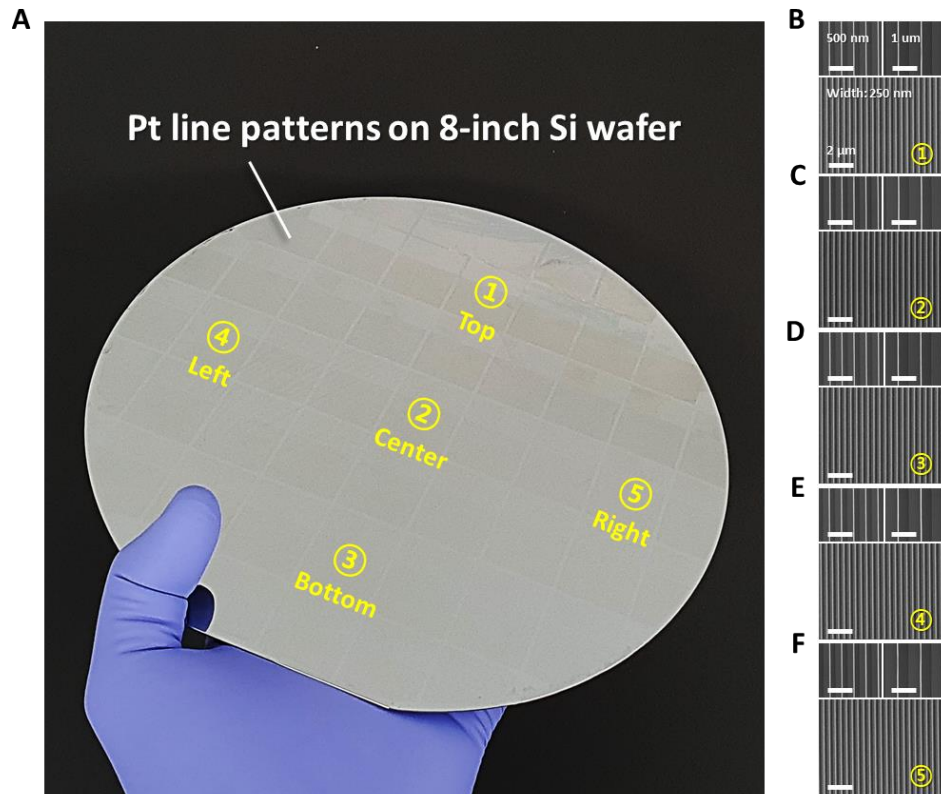 A
Pt line patterns on 8-inch Si wafer
① Top
④ Left
② Center
⑤ Right
③ Bottom
B
500 nm
1 um
Width: 250 nm
2 μm
①
C
②
D
③
E
④
F
⑤